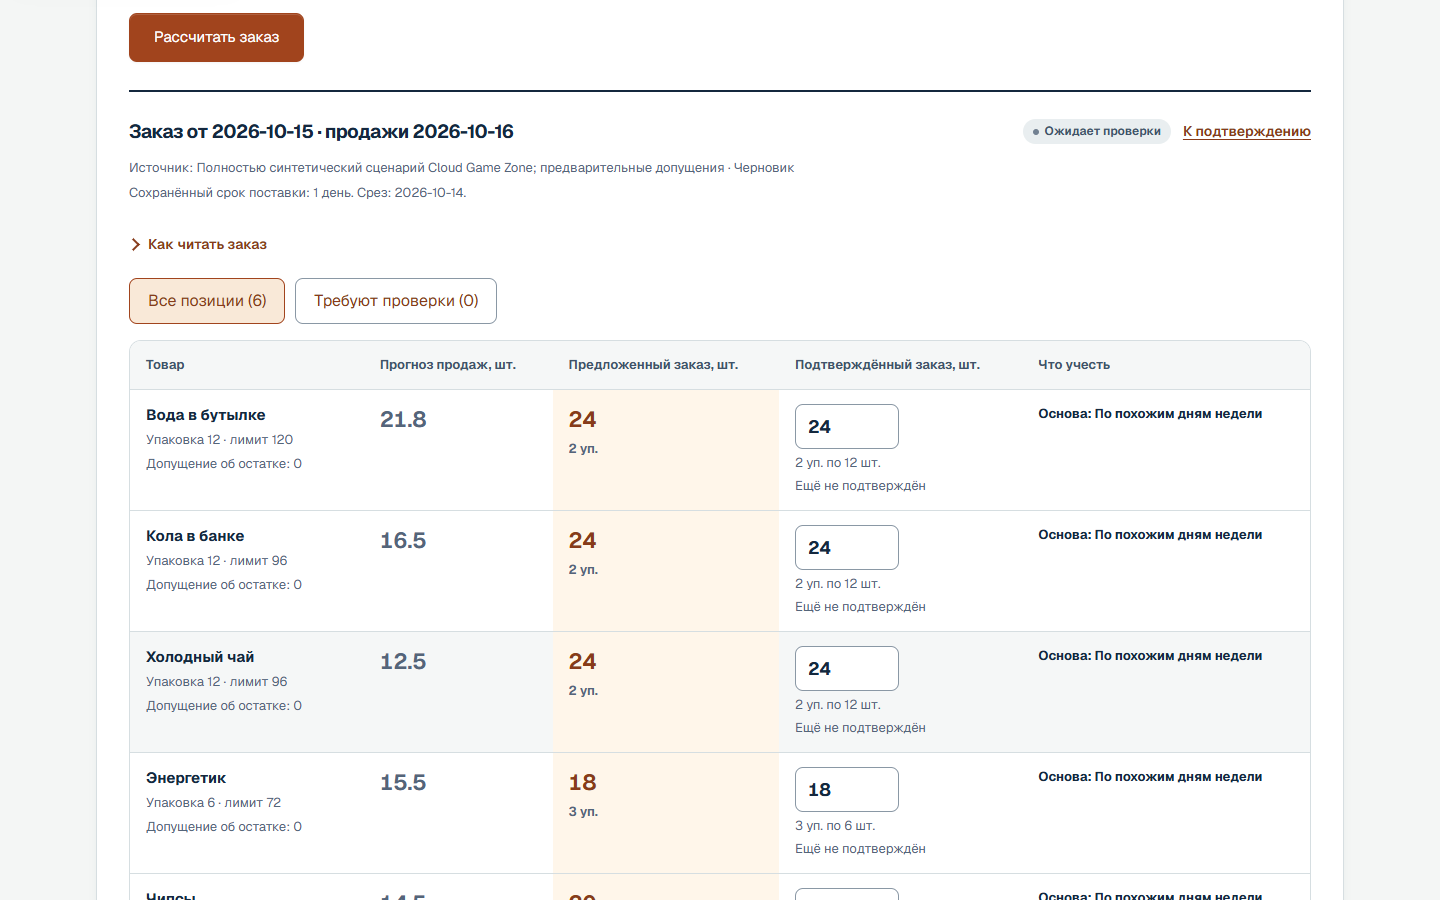 Рассчитать заказ
Заказ от 2026-10-15 · продажи 2026-10-16
Ожидает проверки
К подтверждению
Источник: Полностью синтетический сценарий Cloud Game Zone; предварительные допущения · Черновик
Сохранённый срок поставки: 1 день. Срез: 2026-10-14.
Как читать заказ
Все позиции (6)
Требуют проверки (0)
Товар
Прогноз продаж, шт.
Предложенный заказ, шт.
Подтверждённый заказ, шт.
Что учесть
Вода в бутылке
Упаковка 12 · лимит 120
Допущение об остатке: 0
21.8
24
2 уп.
24
2 уп. по 12 шт.
Ещё не подтверждён
Основа: По похожим дням недели
Кола в банке
Упаковка 12 · лимит 96
Допущение об остатке: 0
16.5
24
2 уп.
24
2 уп. по 12 шт.
Ещё не подтверждён
Основа: По похожим дням недели
Холодный чай
Упаковка 12 · лимит 96
Допущение об остатке: 0
12.5
24
2 уп.
24
2 уп. по 12 шт.
Ещё не подтверждён
Основа: По похожим дням недели
Энергетик
Упаковка 6 · лимит 72
Допущение об остатке: 0
15.5
18
3 уп.
18
3 уп. по 6 шт.
Ещё не подтверждён
Основа: По похожим дням недели
Чипсы
Основа: По похожим дням недели